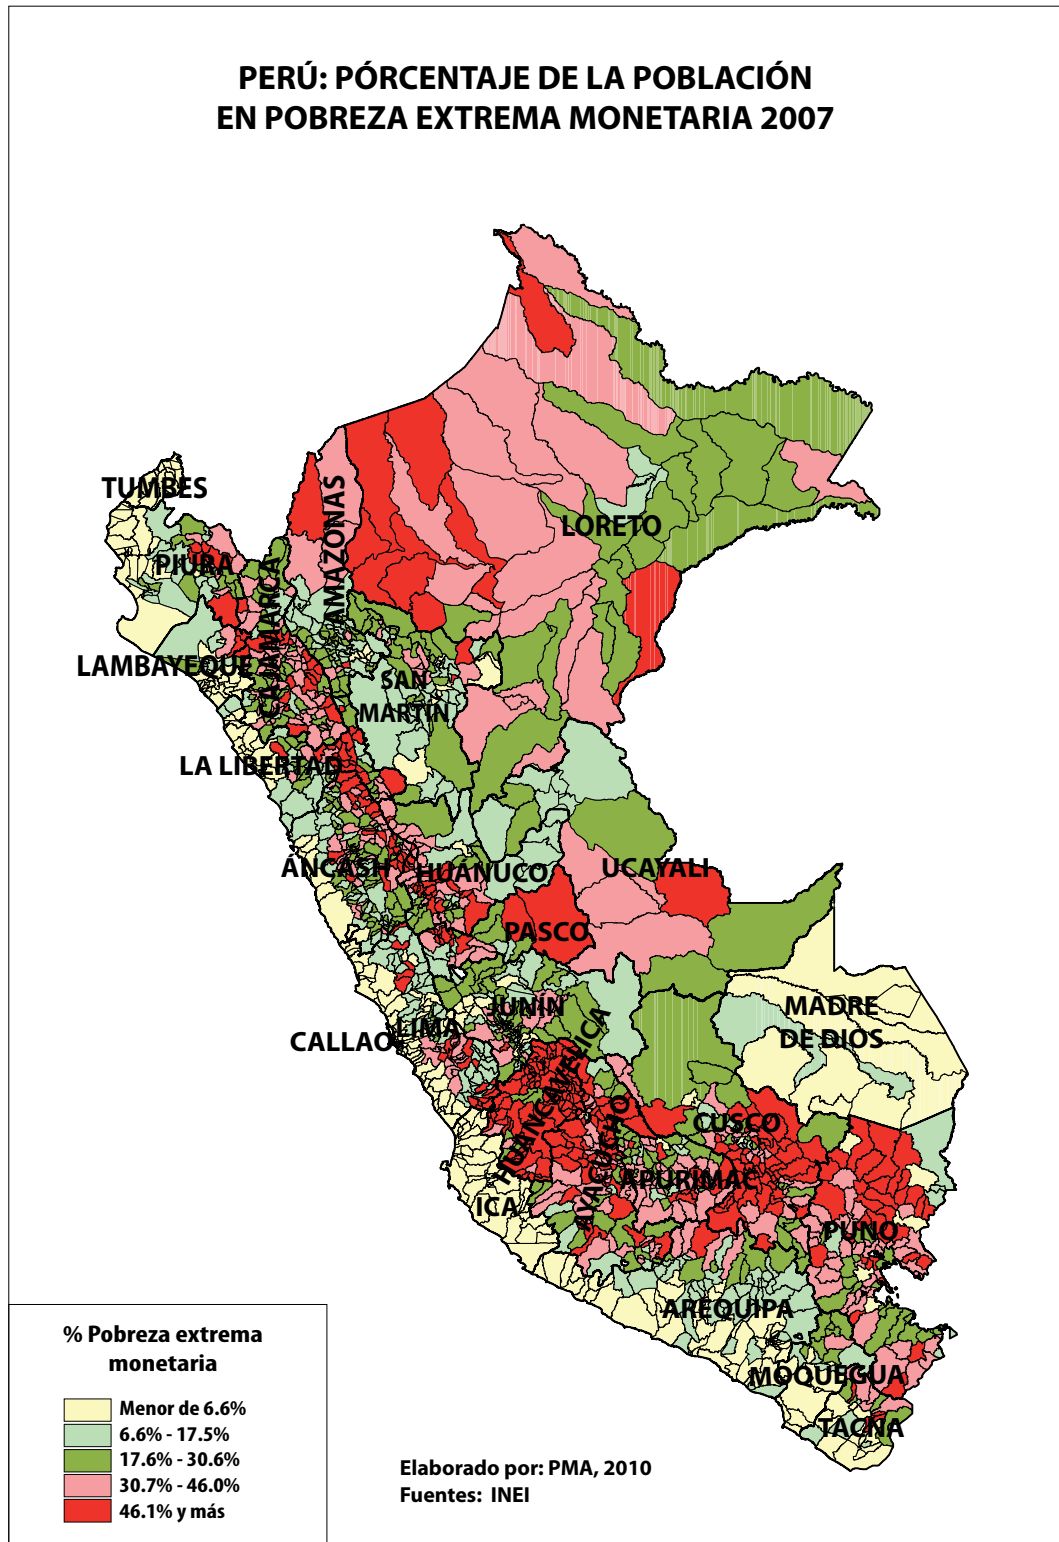 PERÚ: PÓRCENTAJE DE LA POBLACIÓN
EN POBREZA EXTREMA MONETARIA 2007
TUMBES
PIURA
CAJAMARCA
AMAZONAS
LORETO
LAMBAYEQUE
SAN
MARTÍN
LA LIBERTAD
ÁNCASH
HUÁNUCO
UCAYALI
PASCO
JUNÍN
MADRE
DE DIOS
LIMA
CALLAO
HUANCAVELICA
CUSCO
AYACUCHO
APURIMAC
ICA
PUNO
AREQUIPA
MOQUEGUA
TACNA
% Pobreza extrema
monetaria
Menor de 6.6%
6.6% - 17.5%
17.6% - 30.6%
30.7% - 46.0%
46.1% y más
Elaborado por: PMA, 2010
Fuentes: INEI